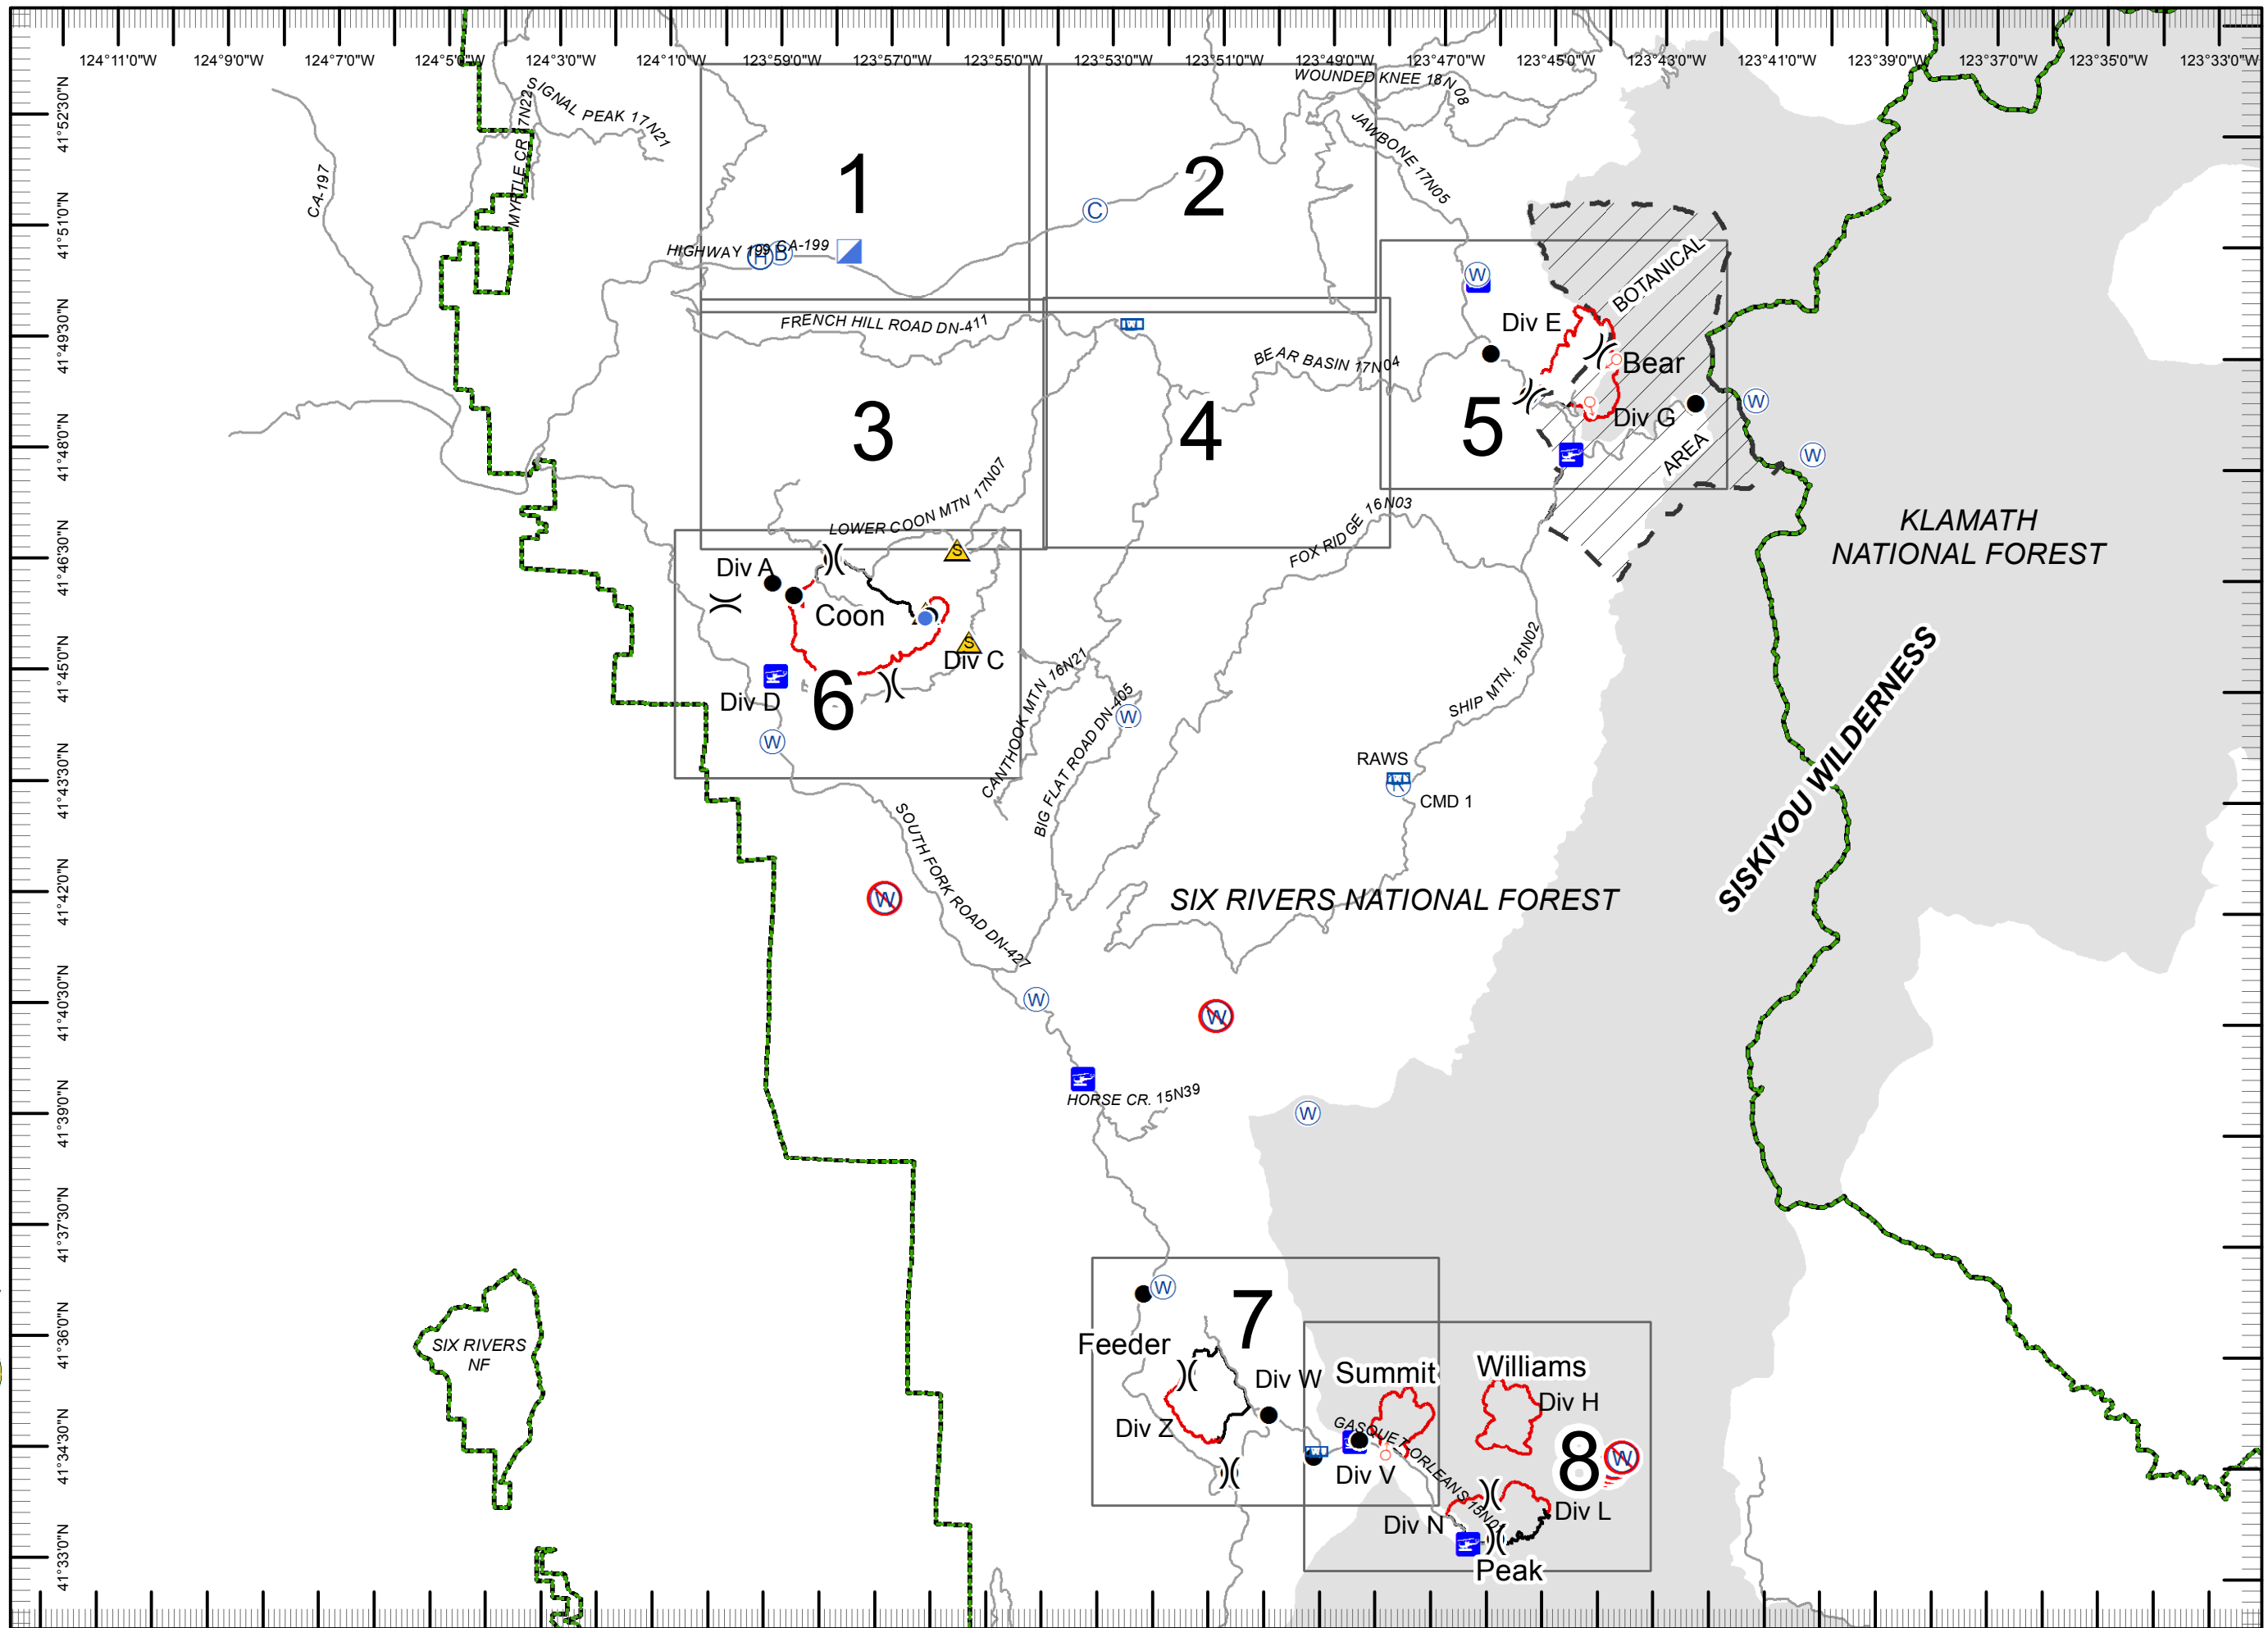 124°11'0"W
124°9'0"W
124°7'0"W
124°5'0"W
124°3'0"W
124°1'0"W
123°59'0"W
123°57'0"W
123°55'0"W
123°53'0"W
123°51'0"W
123°49'0"W
123°47'0"W
123°45'0"W
123°43'0"W
123°41'0"W
123°39'0"W
123°37'0"W
123°35'0"W
123°33'0"W
41°52'30"N
41°51'0"N
41°49'30"N
41°48'0"N
41°46'30"N
41°45'0"N
41°43'30"N
41°42'0"N
41°40'30"N
41°39'0"N
41°37'30"N
41°36'0"N
41°34'30"N
41°33'0"N
WOUNDED KNEE 18N 08
SIGNAL PEAK 17N21
MYRTLE CR 17N22
CA-197
JAWBONE 17N05
1
2
C
HIGHWAY 199 CA-199
H
B
BOTANICAL
W
FRENCH HILL ROAD DN-411
Div E
BEAR BASIN 17N04
Bear
3
4
5
Div G
W
AREA
W
LOWER COON MTN 17N07
FOX RIDGE 16N03
KLAMATH
NATIONAL FOREST
S
Div A
Coon
S
Div C
Div D
6
W
CANTHOOK MTN 16N21
BIG FLAT ROAD DN-405
W
SHIP MTN. 16N02
SISKIYOU WILDERNESS
RAWS
R
CMD 1
SOUTH FORK ROAD DN-427
W
SIX RIVERS NATIONAL FOREST
W
W
HORSE CR. 15N39
W
W
7
SIX RIVERS
NF
Feeder
Div W
Summit
Williams
Div H
Div Z
GASQUET-ORLEANS 15N01
Div V
8
W
Div N
Div L
Peak